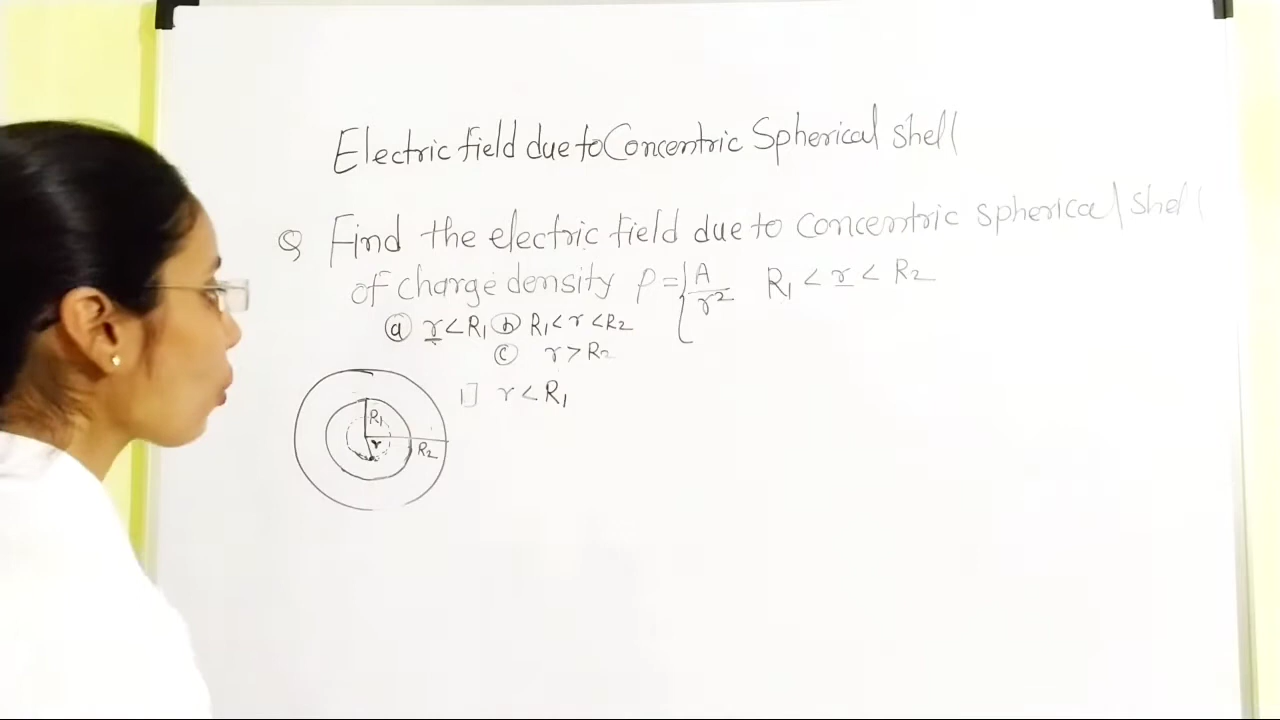 Electric field due to Concentric Spherical shell
Q Find the electric field due to concentric spherical shell
of charge density ρ = { A/r² R₁ < r < R₂
(a) r < R₁ (b) R₁ < r < R₂
(c) r > R₂
1] r < R₁
R₁
r
R₂